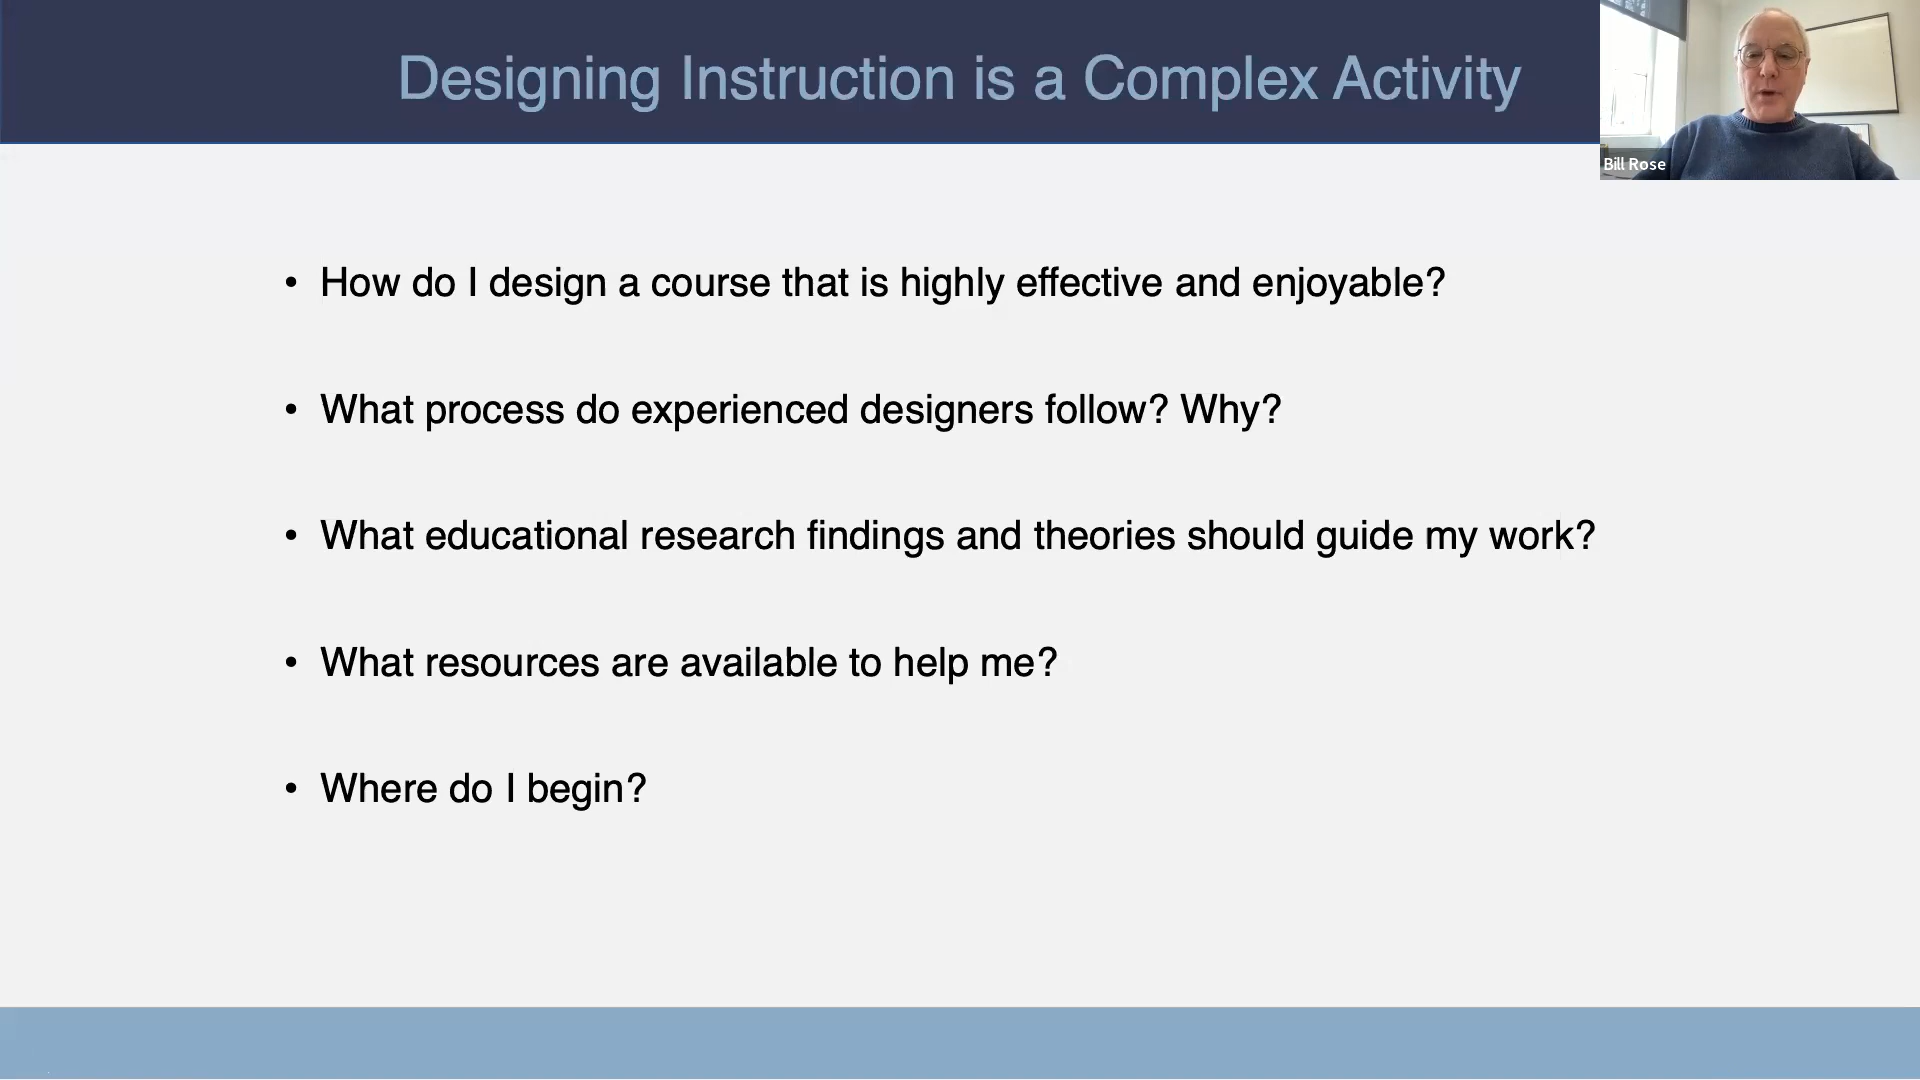 Designing Instruction is a Complex Activity
Bill Rose
• How do I design a course that is highly effective and enjoyable?
• What process do experienced designers follow? Why?
• What educational research findings and theories should guide my work?
• What resources are available to help me?
• Where do I begin?